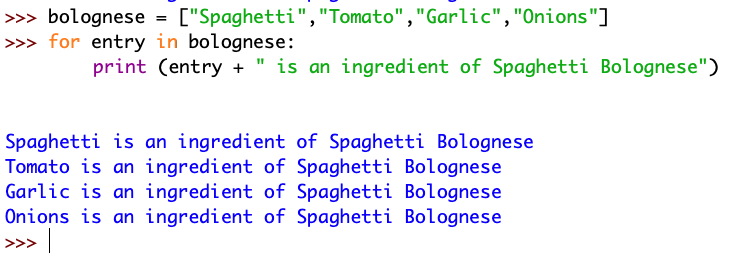 >>> bolognese = ["Spaghetti","Tomato","Garlic","Onions"]
>>> for entry in bolognese:
        print (entry + " is an ingredient of Spaghetti Bolognese")
Spaghetti is an ingredient of Spaghetti Bolognese
Tomato is an ingredient of Spaghetti Bolognese
Garlic is an ingredient of Spaghetti Bolognese
Onions is an ingredient of Spaghetti Bolognese
>>>